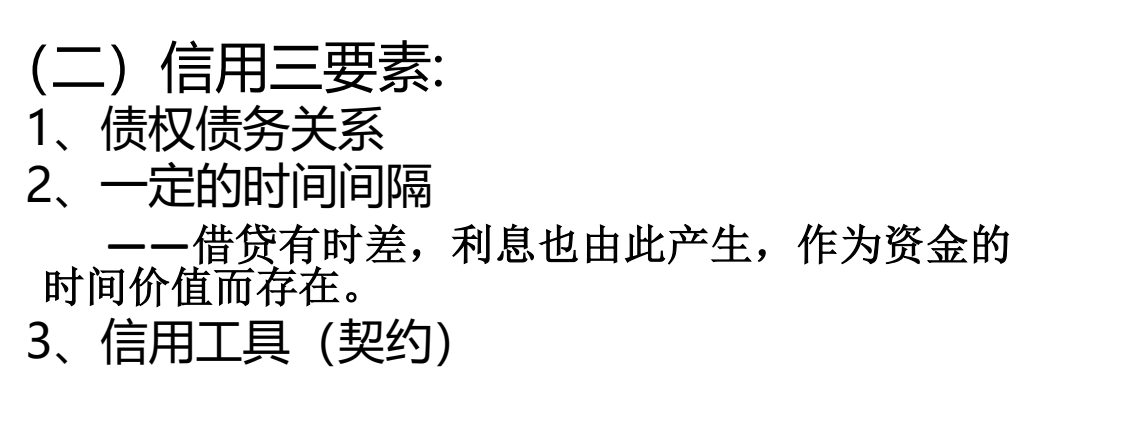 （二）信用三要素:
1、债权债务关系
2、一定的时间间隔
——借贷有时差，利息也由此产生，作为资金的
时间价值而存在。
3、信用工具（契约）